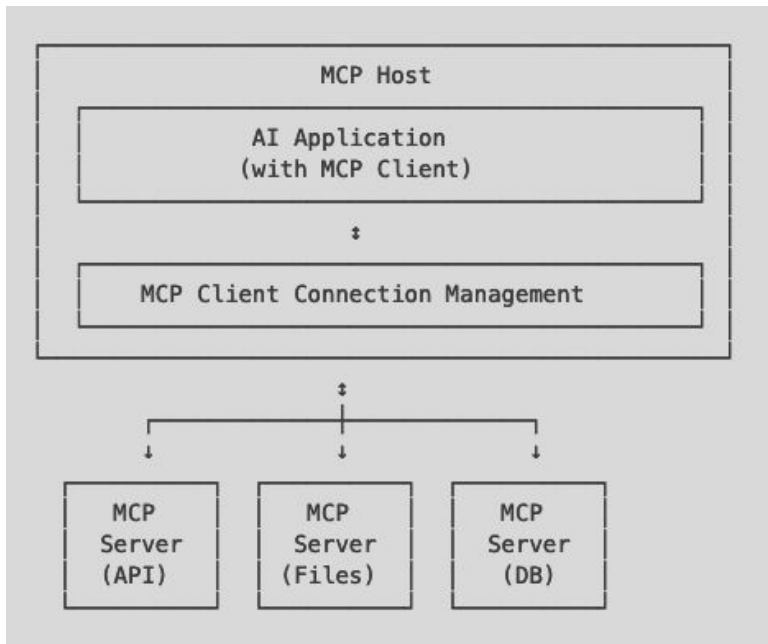 MCP Host
AI Application
(with MCP Client)
↕
MCP Client Connection Management
↕
↓ ↓ ↓
MCP MCP MCP
Server Server Server
(API) (Files) (DB)